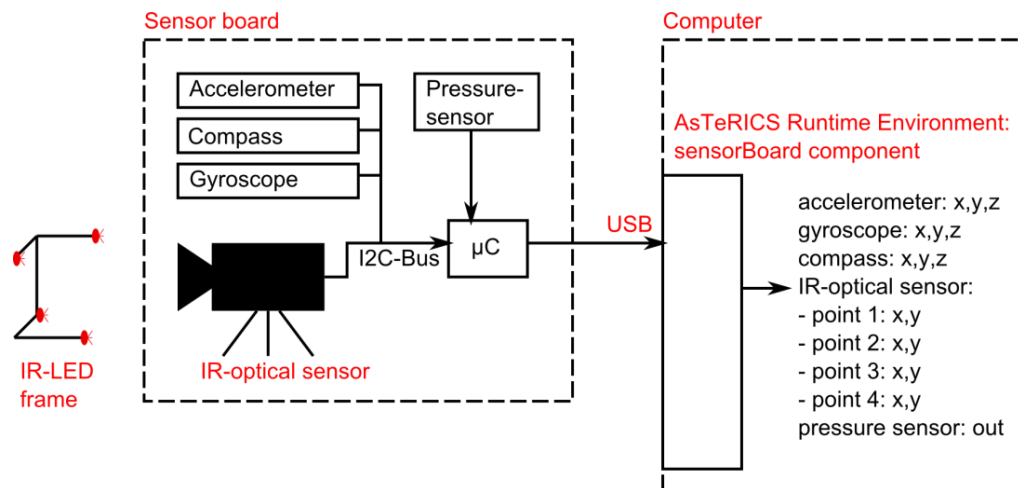 Sensor board
Accelerometer
Compass
Gyroscope
Pressure-
sensor
I2C-Bus
µC
IR-optical sensor
IR-LED
frame
USB
Computer
AsTeRICS Runtime Environment:
sensorBoard component
accelerometer: x,y,z
gyroscope: x,y,z
compass: x,y,z
IR-optical sensor:
- point 1: x,y
- point 2: x,y
- point 3: x,y
- point 4: x,y
pressure sensor: out